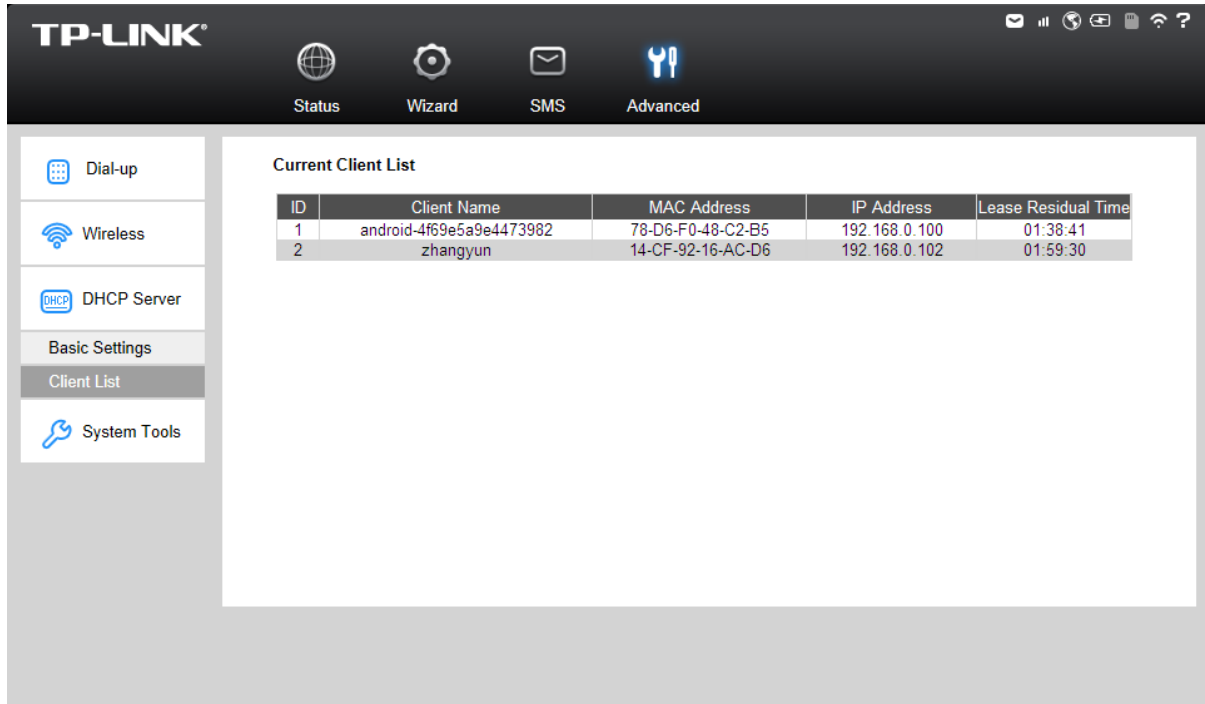 TP-LINK®
Status Wizard SMS Advanced
Dial-up
Wireless
DHCP
DHCP Server
Basic Settings
Client List
System Tools
Current Client List
ID Client Name MAC Address IP Address Lease Residual Time
1 android-4f69e5a9e4473982 78-D6-F0-48-C2-B5 192.168.0.100 01:38:41
2 zhangyun 14-CF-92-16-AC-D6 192.168.0.102 01:59:30